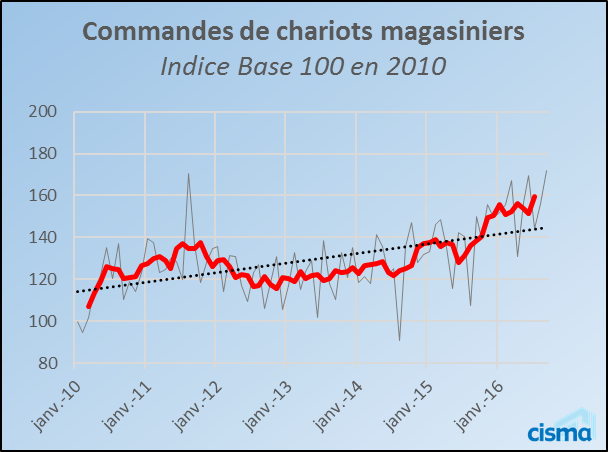 Commandes de chariots magasiniers
Indice Base 100 en 2010
200
180
160
140
120
100
80
janv.-10
janv.-11
janv.-12
janv.-13
janv.-14
janv.-15
janv.-16
cisma